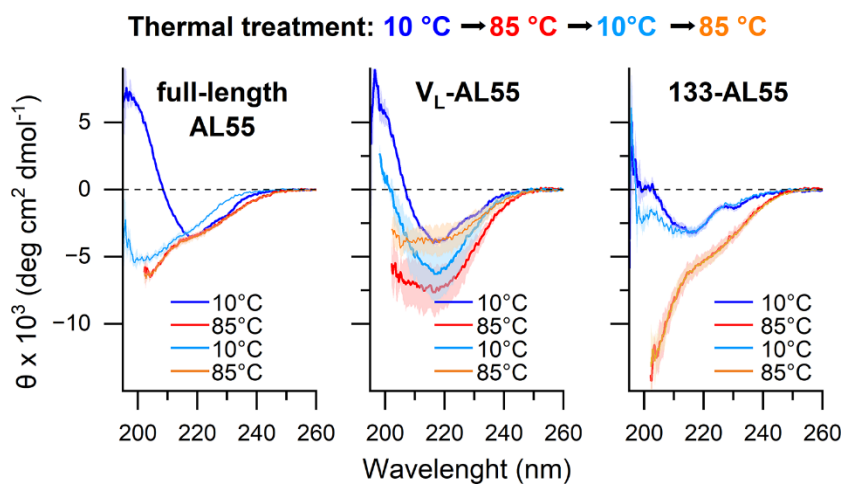 Thermal treatment: 10 °C → 85 °C → 10°C → 85 °C
full-length AL55
V_L-AL55
133-AL55
5
0
−5
−10
θ x 10³ (deg cm² dmol⁻¹)
10°C
85°C
10°C
85°C
10°C
85°C
10°C
85°C
10°C
85°C
10°C
85°C
200 220 240 260
200 220 240 260
200 220 240 260
Wavelenght (nm)